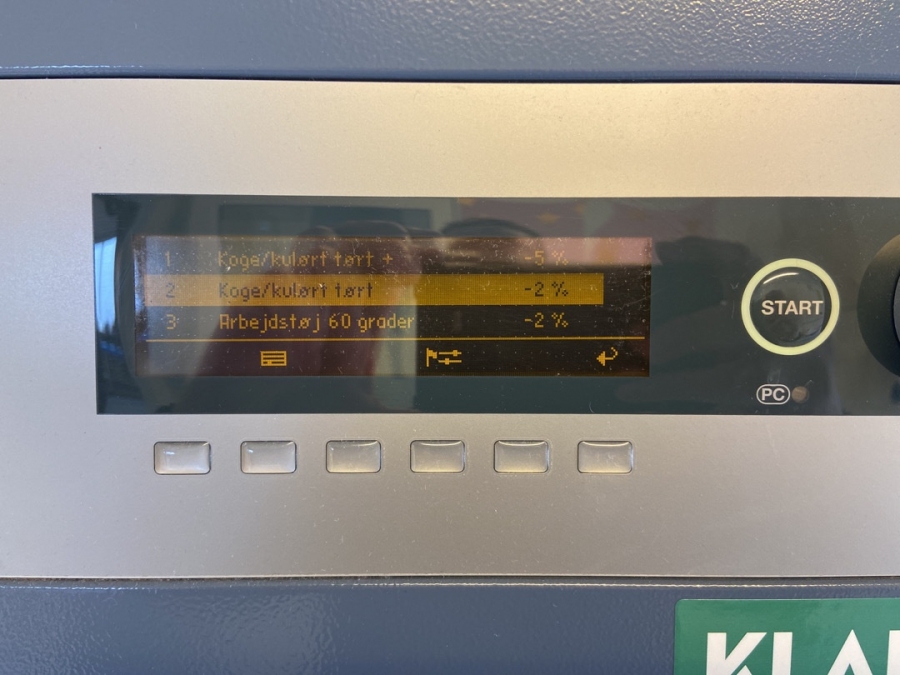 1 Koge/kulørt tørt + -5 %
2 Koge/kulørt tørt -2 %
3 Arbejdstøj 60 grader -2 %
START
PC